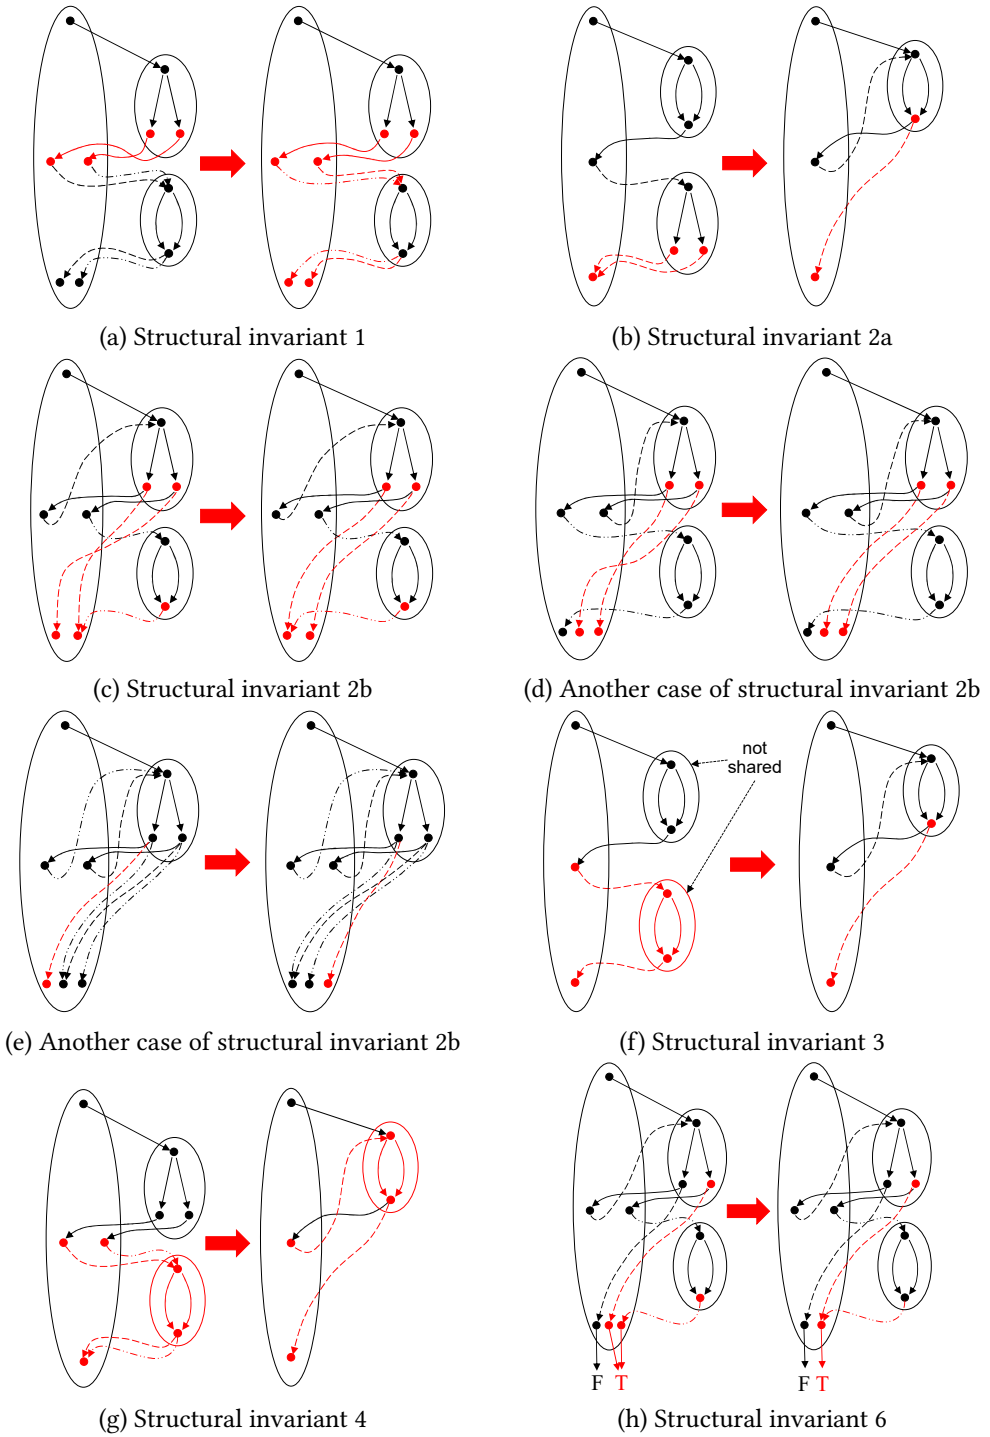 (a) Structural invariant 1
(b) Structural invariant 2a
(c) Structural invariant 2b
(d) Another case of structural invariant 2b
not
shared
(e) Another case of structural invariant 2b
(f) Structural invariant 3
F T
F T
(g) Structural invariant 4
(h) Structural invariant 6